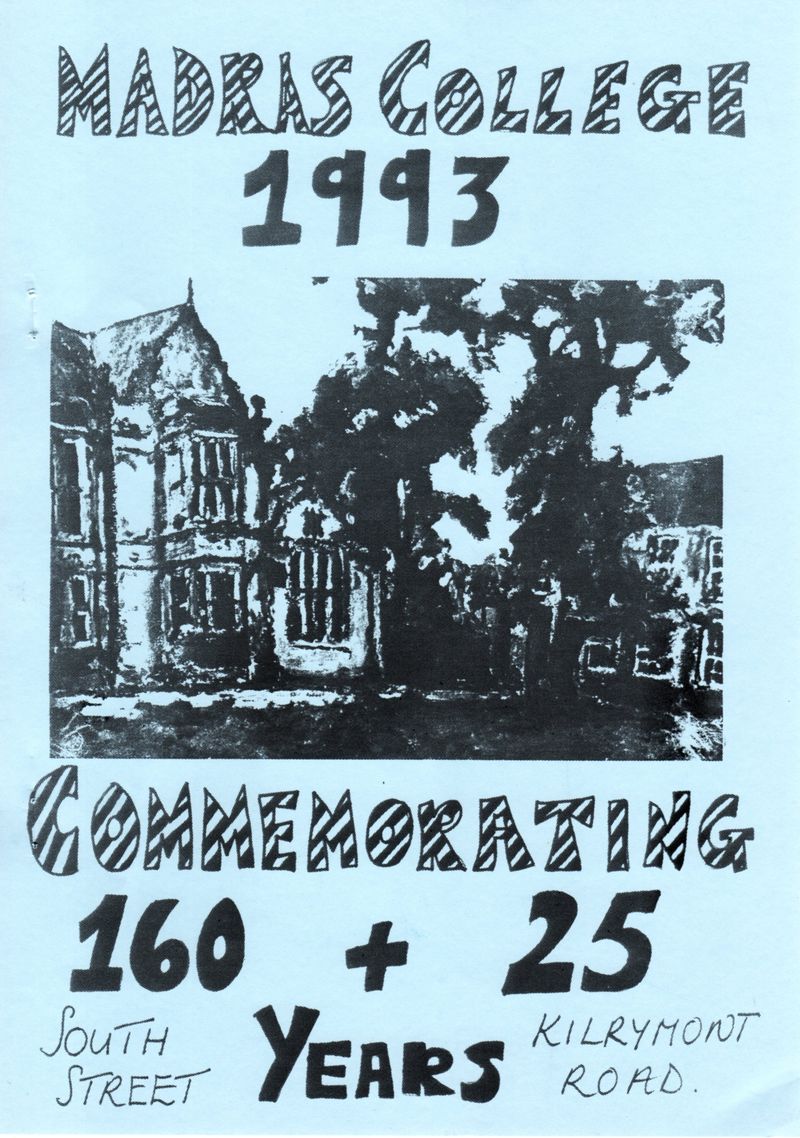 MADRAS COLLEGE
1993
COMMEMORATING
160 + 25
YEARS
SOUTH
STREET
KILRYMONT
ROAD.